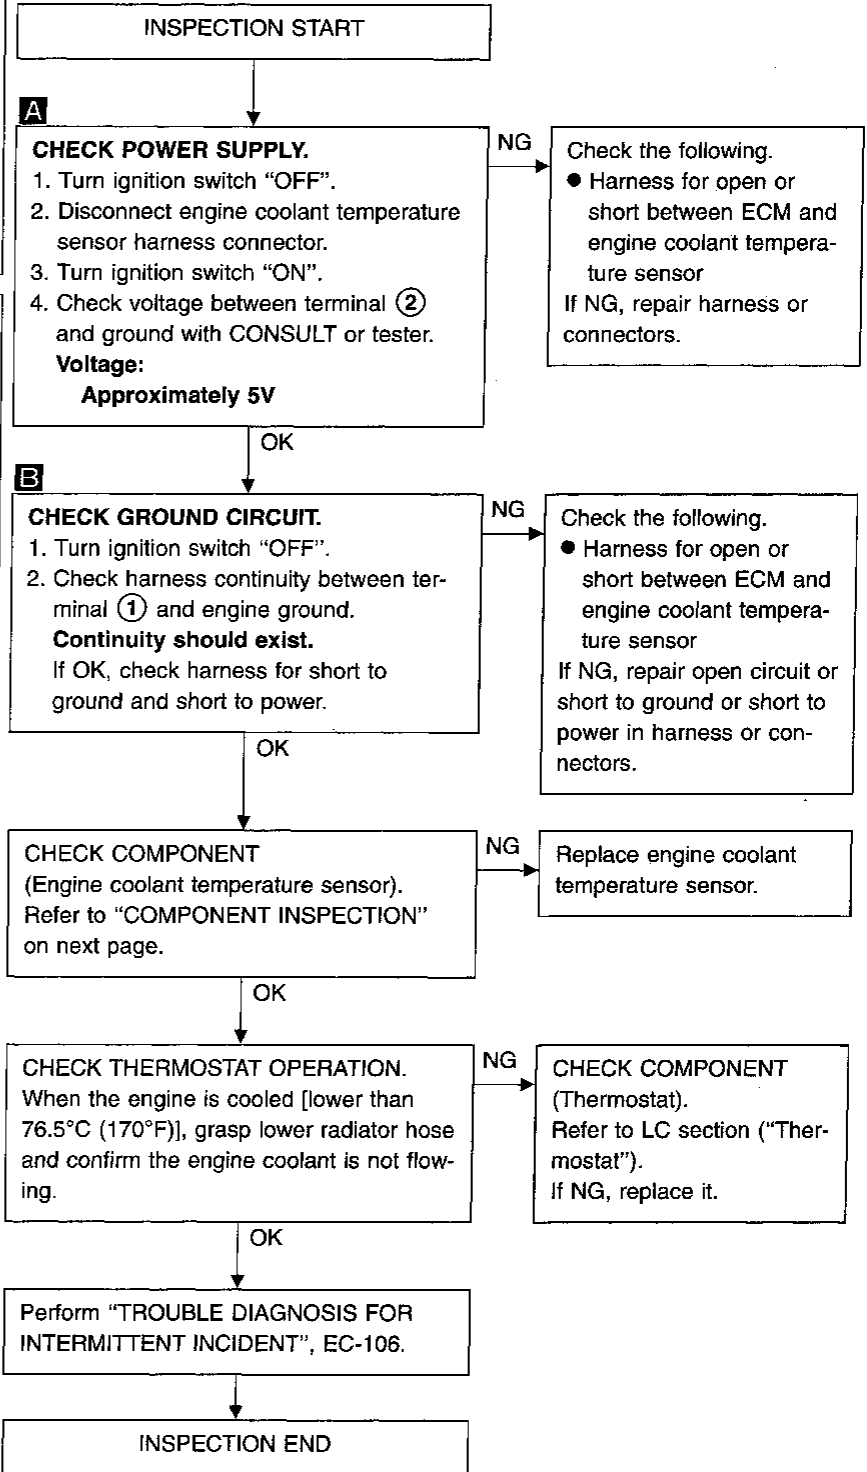 INSPECTION START
A
CHECK POWER SUPPLY.
1. Turn ignition switch “OFF”.
2. Disconnect engine coolant temperature
sensor harness connector.
3. Turn ignition switch “ON”.
4. Check voltage between terminal ②
and ground with CONSULT or tester.
Voltage:
Approximately 5V
NG
Check the following.
● Harness for open or
short between ECM and
engine coolant tempera-
ture sensor
If NG, repair harness or
connectors.
OK
B
CHECK GROUND CIRCUIT.
1. Turn ignition switch “OFF”.
2. Check harness continuity between ter-
minal ① and engine ground.
Continuity should exist.
If OK, check harness for short to
ground and short to power.
NG
Check the following.
● Harness for open or
short between ECM and
engine coolant tempera-
ture sensor
If NG, repair open circuit or
short to ground or short to
power in harness or con-
nectors.
OK
CHECK COMPONENT
(Engine coolant temperature sensor).
Refer to “COMPONENT INSPECTION”
on next page.
NG
Replace engine coolant
temperature sensor.
OK
CHECK THERMOSTAT OPERATION.
When the engine is cooled [lower than
76.5°C (170°F)], grasp lower radiator hose
and confirm the engine coolant is not flow-
ing.
NG
CHECK COMPONENT
(Thermostat).
Refer to LC section (“Ther-
mostat”).
If NG, replace it.
OK
Perform “TROUBLE DIAGNOSIS FOR
INTERMITTENT INCIDENT”, EC-106.
INSPECTION END